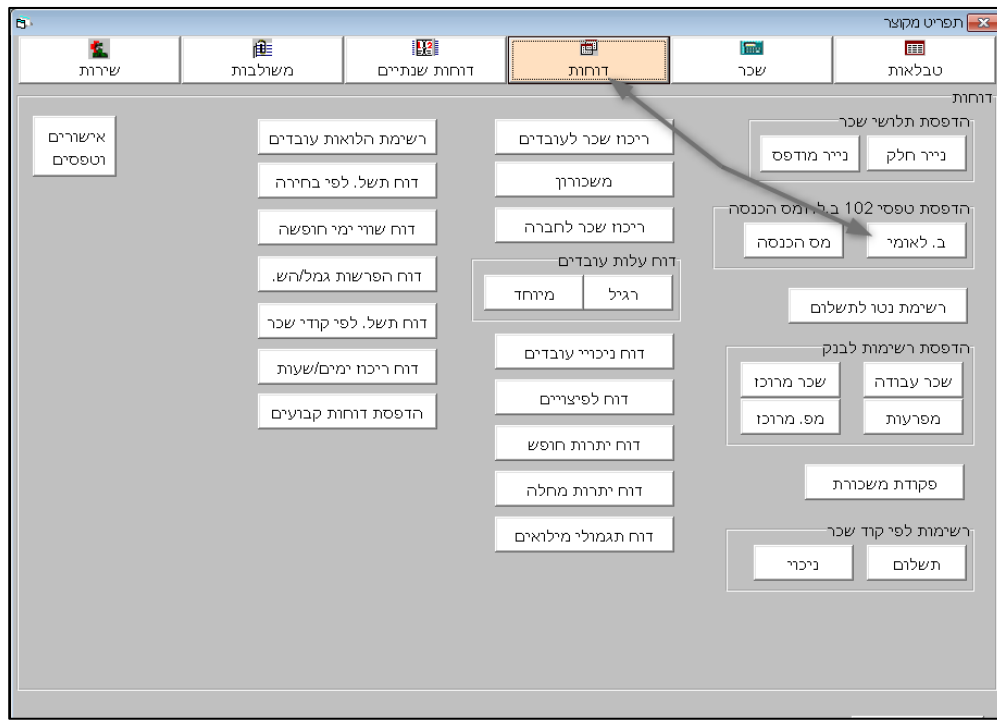 תפריט מקוצר
טבלאות
שכר
דוחות
דוחות שנתיים
משולבות
שירות
דוחות
הדפסת תלושי שכר
נייר חלק
נייר מודפס
הדפסת טפסי 102 ב.ל. ומס הכנסה
ב. לאומי
מס הכנסה
רשימת נטו לתשלום
הדפסת רשימות לבנק
שכר עבודה
שכר מרוכז
מפרעות
מפ. מרוכז
פקודת משכורת
רשימות לפי קוד שכר
תשלום
ניכוי
ריכוז שכר לעובדים
משכורון
ריכוז שכר לחברה
דוח עלות עובדים
רגיל
מיוחד
דוח ניכויי עובדים
דוח לפיצויים
דוח יתרות חופש
דוח יתרות מחלה
דוח תגמולי מילואים
רשימת הלואות עובדים
דוח תשל. לפי בחירה
דוח שווי ימי חופשה
דוח הפרשות גמל/הש.
דוח תשל. לפי קודי שכר
דוח ריכוז ימים/שעות
הדפסת דוחות קבועים
אישורים
וטפסים